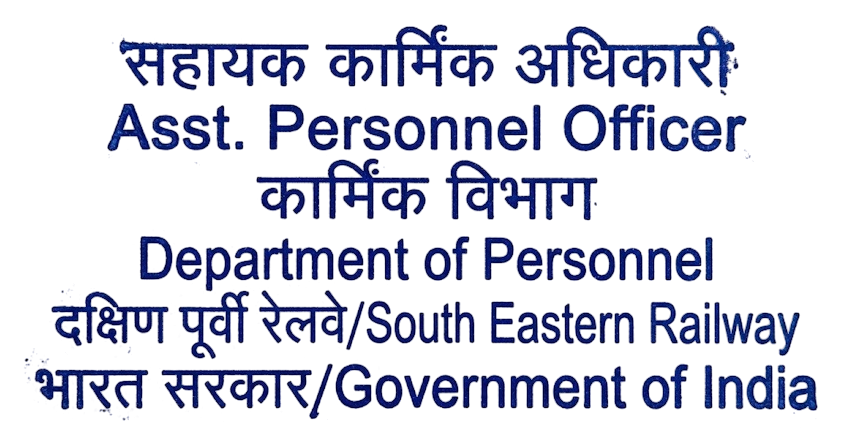 सहायक कार्मिक अधिकारी
Asst. Personnel Officer
कार्मिक विभाग
Department of Personnel
दक्षिण पूर्वी रेलवे/South Eastern Railway
भारत सरकार/Government of India